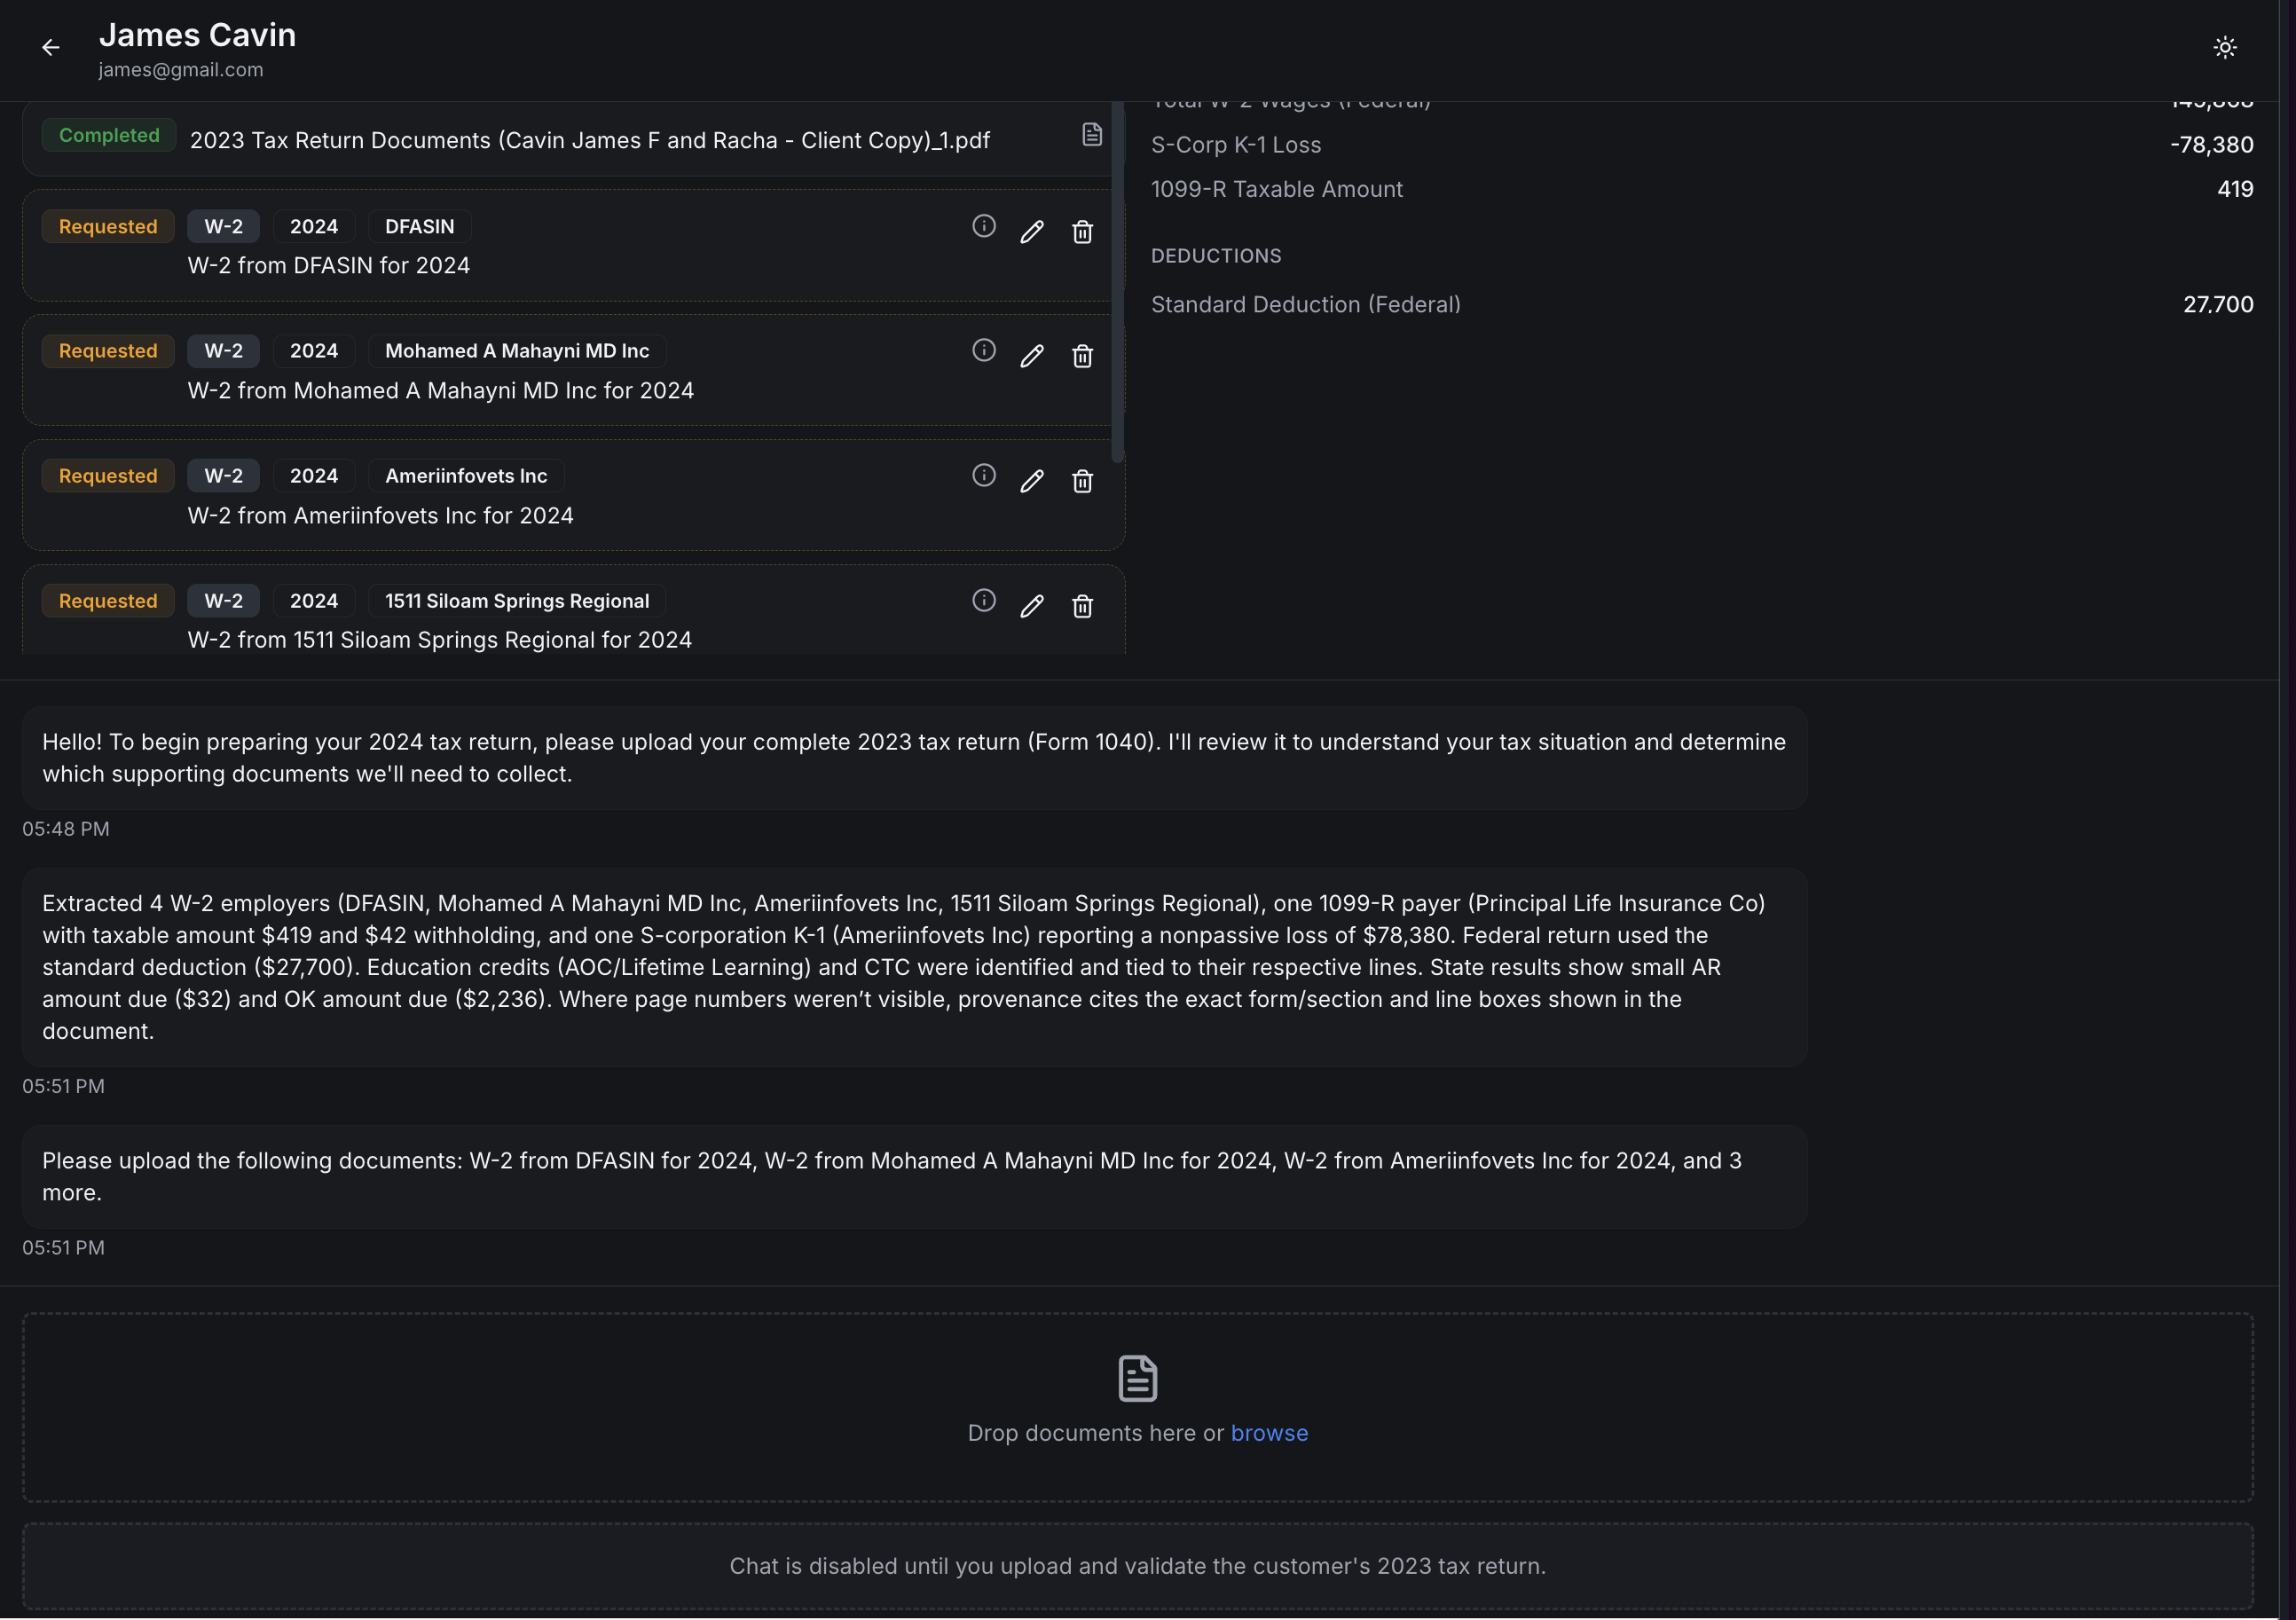 James Cavin
james@gmail.com
Completed 2023 Tax Return Documents (Cavin James F and Racha - Client Copy)_1.pdf
Requested W-2 2024 DFASIN
W-2 from DFASIN for 2024
Requested W-2 2024 Mohamed A Mahayni MD Inc
W-2 from Mohamed A Mahayni MD Inc for 2024
Requested W-2 2024 Ameriinfovets Inc
W-2 from Ameriinfovets Inc for 2024
Requested W-2 2024 1511 Siloam Springs Regional
W-2 from 1511 Siloam Springs Regional for 2024
Total W-2 Wages (Federal)
S-Corp K-1 Loss -78,380
1099-R Taxable Amount 419
DEDUCTIONS
Standard Deduction (Federal) 27,700
Hello! To begin preparing your 2024 tax return, please upload your complete 2023 tax return (Form 1040). I'll review it to understand your tax situation and determine
which supporting documents we'll need to collect.
05:48 PM
Extracted 4 W-2 employers (DFASIN, Mohamed A Mahayni MD Inc, Ameriinfovets Inc, 1511 Siloam Springs Regional), one 1099-R payer (Principal Life Insurance Co)
with taxable amount $419 and $42 withholding, and one S-corporation K-1 (Ameriinfovets Inc) reporting a nonpassive loss of $78,380. Federal return used the
standard deduction ($27,700). Education credits (AOC/Lifetime Learning) and CTC were identified and tied to their respective lines. State results show small AR
amount due ($32) and OK amount due ($2,236). Where page numbers weren’t visible, provenance cites the exact form/section and line boxes shown in the
document.
05:51 PM
Please upload the following documents: W-2 from DFASIN for 2024, W-2 from Mohamed A Mahayni MD Inc for 2024, W-2 from Ameriinfovets Inc for 2024, and 3
more.
05:51 PM
Drop documents here or browse
Chat is disabled until you upload and validate the customer's 2023 tax return.